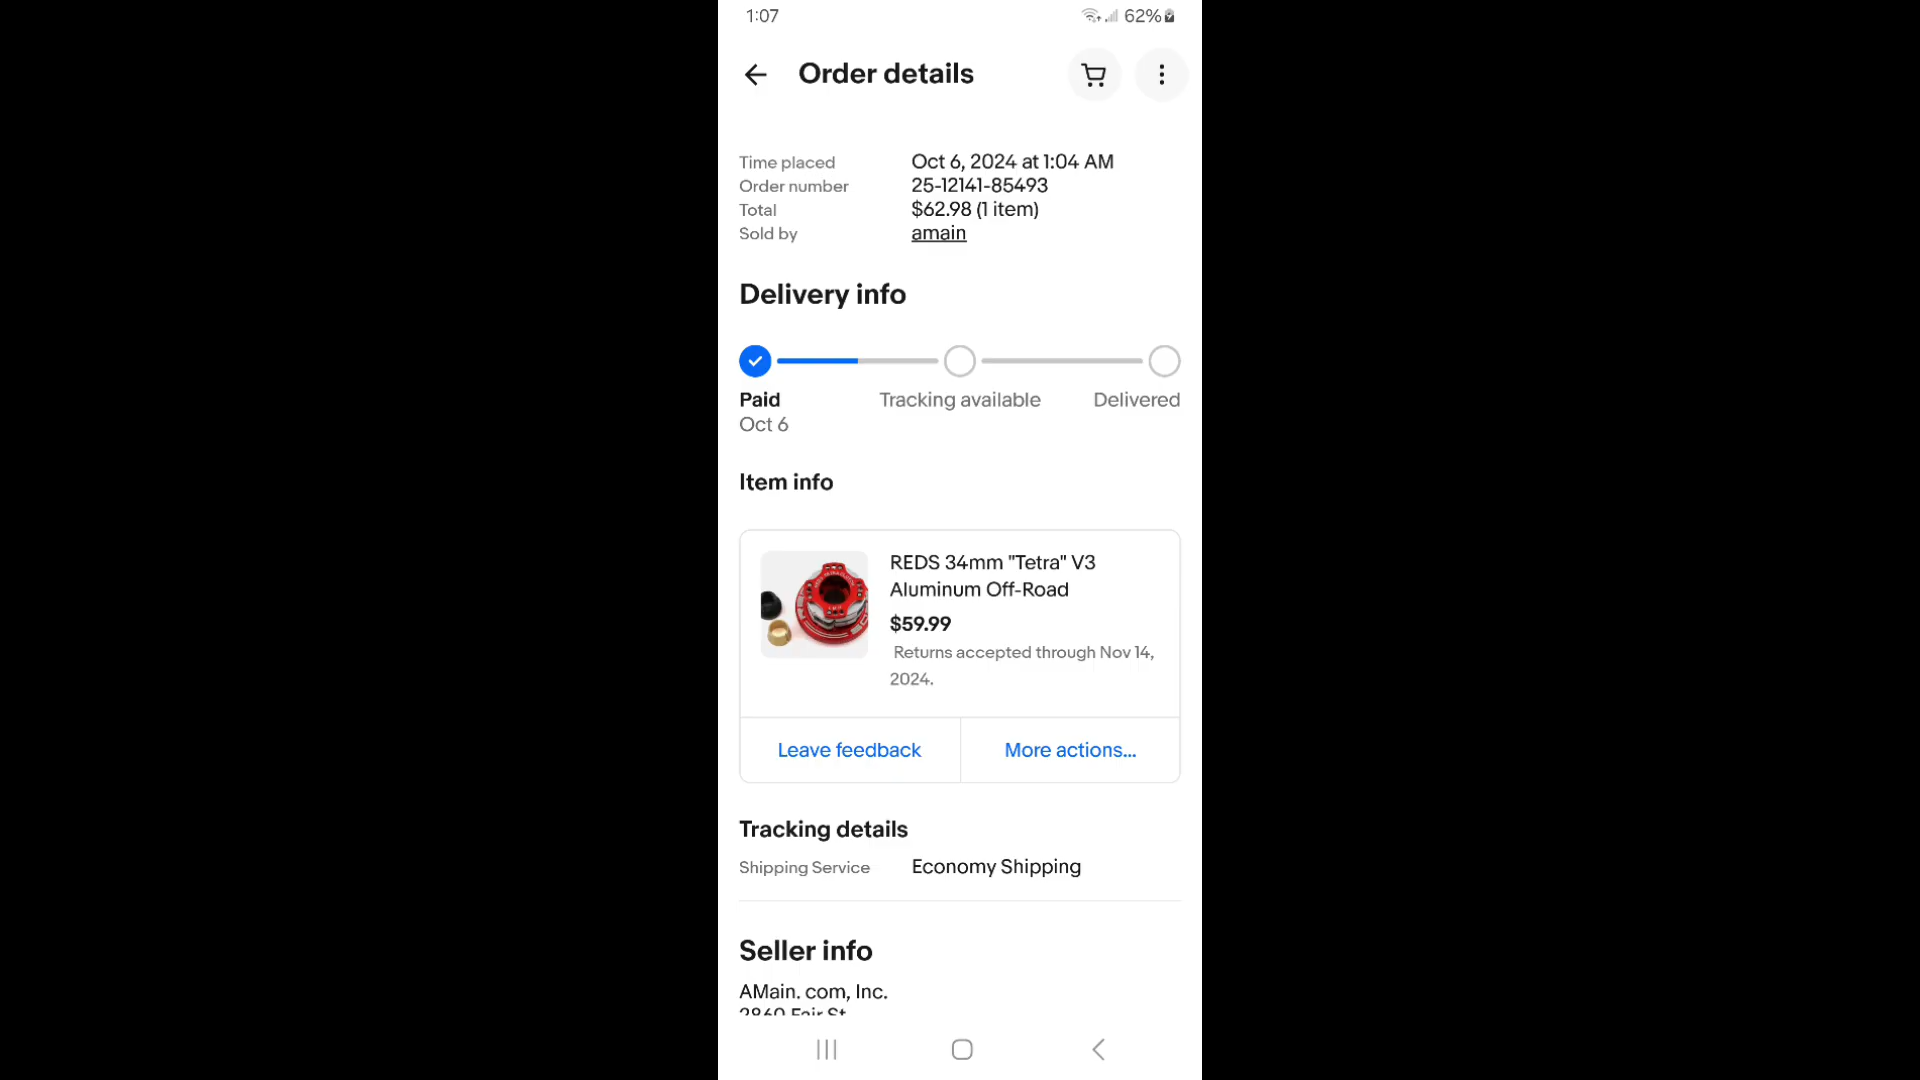 1:07
62%
Order details
Time placed Oct 6, 2024 at 1:04 AM
Order number 25-12141-85493
Total $62.98 (1 item)
Sold by amain
Delivery info
Paid Tracking available Delivered
Oct 6
Item info
REDS 34mm "Tetra" V3
Aluminum Off-Road
$59.99
Returns accepted through Nov 14,
2024.
Leave feedback More actions...
Tracking details
Shipping Service Economy Shipping
Seller info
AMain. com, Inc.
2860 Fair St